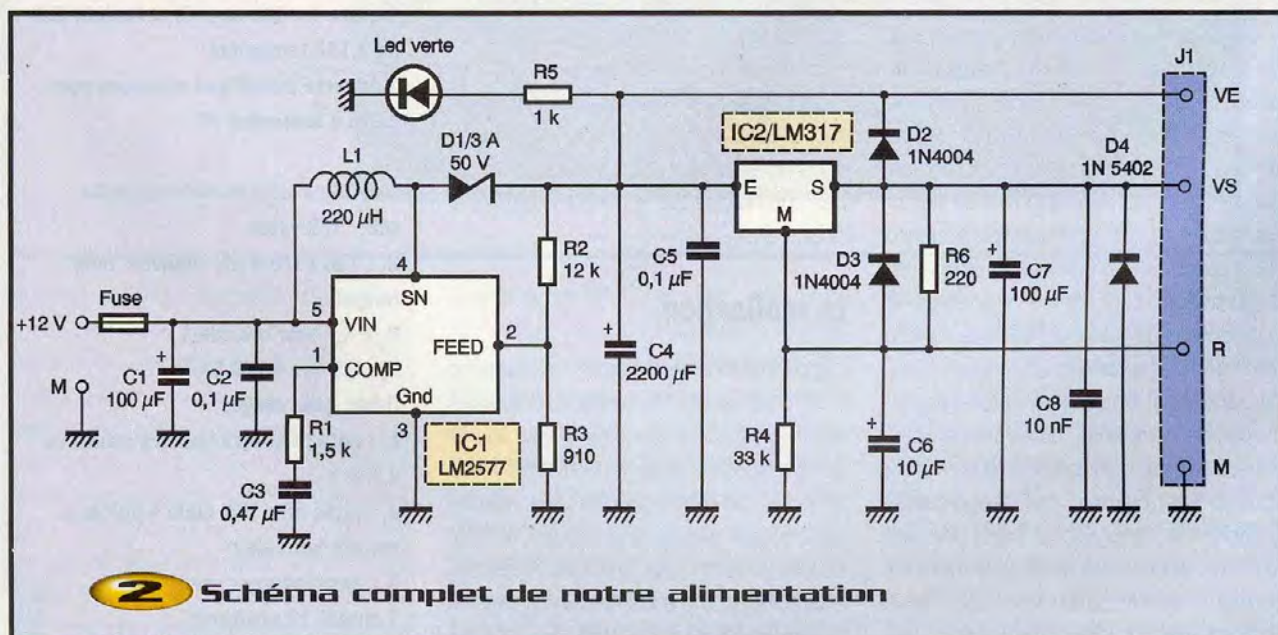 Led verte
R5
1 k
J1
VE
IC2/LM317
D2
1N4004
D4
1N 5402
D1/3 A
50 V
L1
220 µH
E
S
M
VS
4
SN
R2
12 k
C5
0,1 µF
D3
1N4004
R6
220
C7
100 µF
Fuse
+12 V
5
VIN
2
FEED
1
COMP
R
M
C1
100 µF
C2
0,1 µF
C4
2200 µF
Gnd
3
R1
1,5 k
IC1
LM2577
R3
910
R4
33 k
C6
10 µF
C8
10 nF
M
C3
0,47 µF
2 Schéma complet de notre alimentation